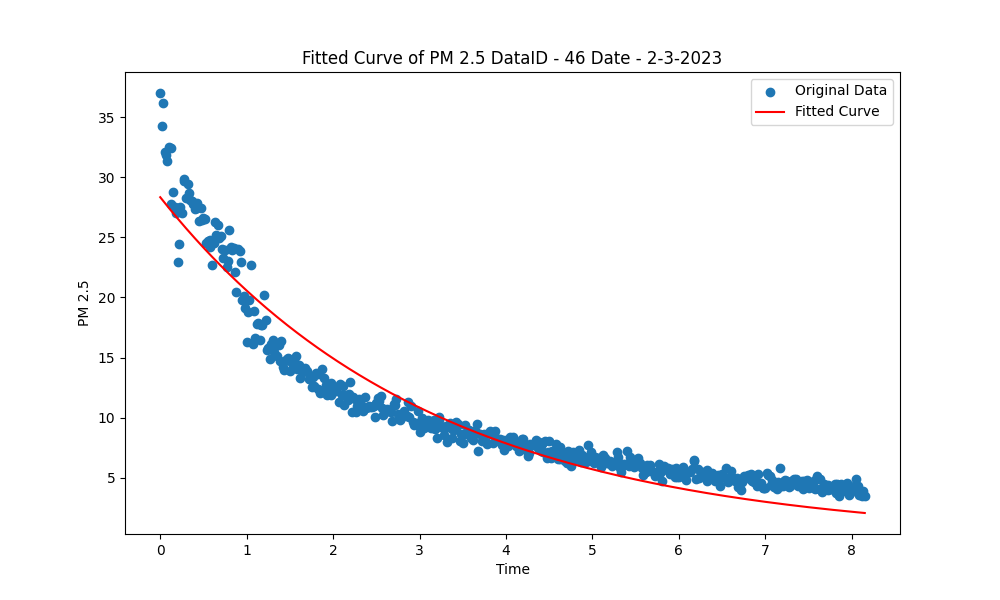 Fitted Curve of PM 2.5 DataID - 46 Date - 2-3-2023
Original Data
Fitted Curve
PM 2.5
35
30
25
20
15
10
5
0 1 2 3 4 5 6 7 8
Time